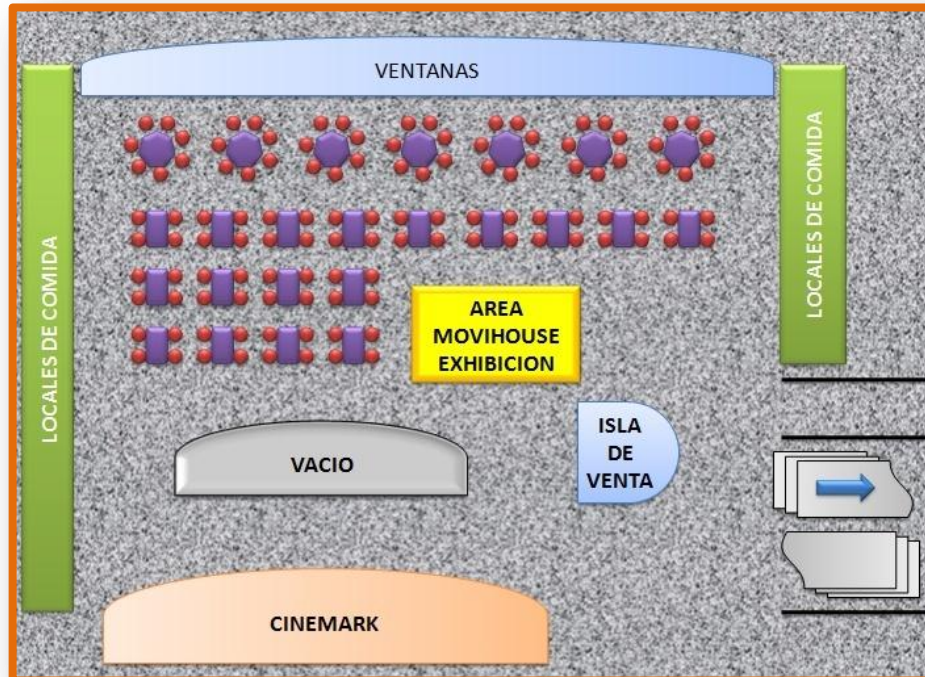 VENTANAS
LOCALES DE COMIDA
LOCALES DE COMIDA
AREA
MOVIHOUSE
EXHIBICION
ISLA
DE
VENTA
VACIO
CINEMARK